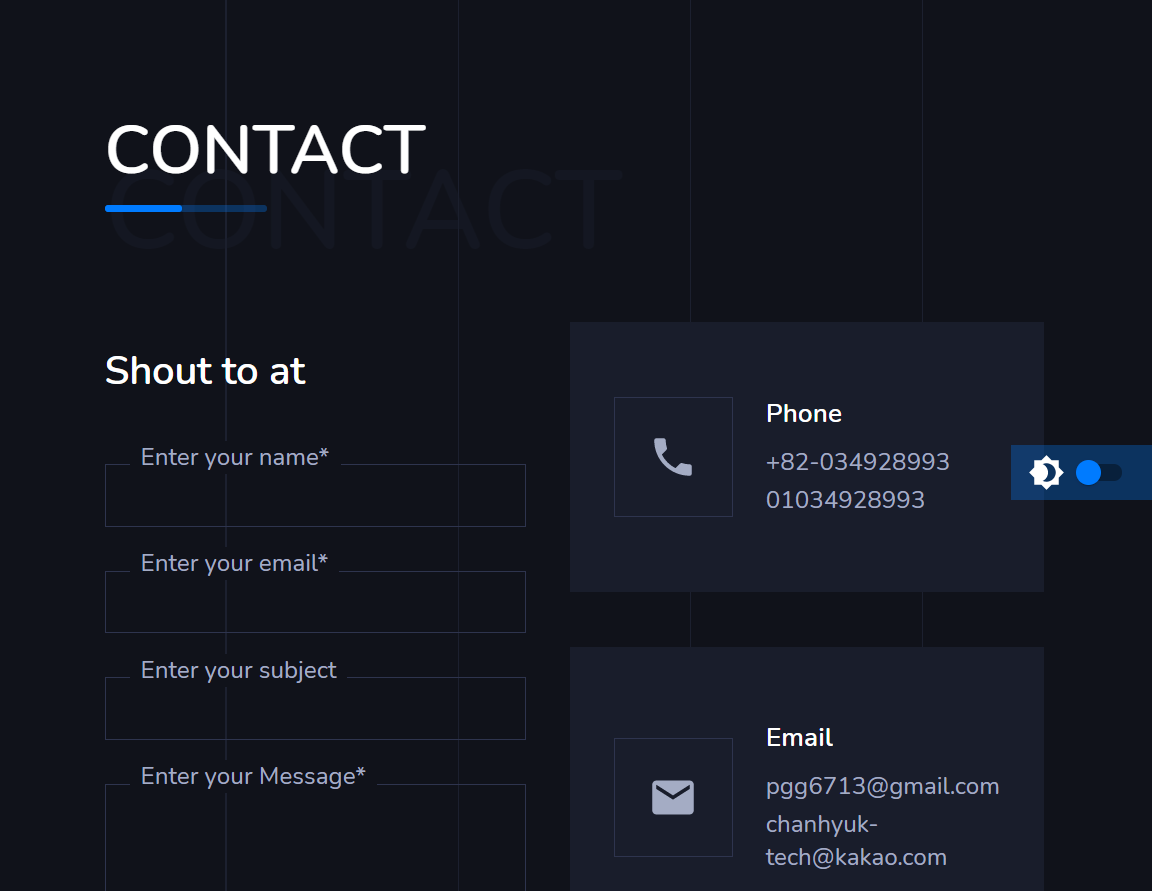 CONTACT
CONTACT
Shout to at
Enter your name*
Enter your email*
Enter your subject
Enter your Message*
Phone
+82-034928993
01034928993
Email
pgg6713@gmail.com
chanhyuk-
tech@kakao.com